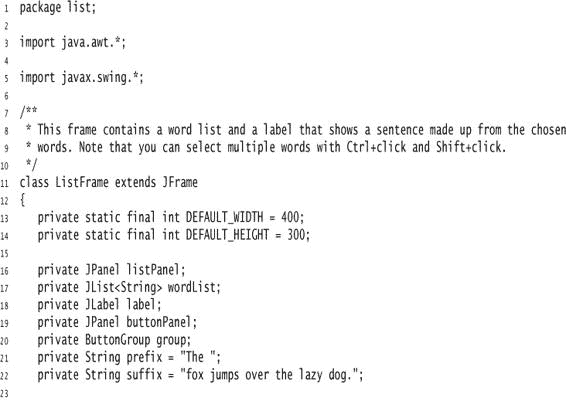 1 package list;
2
3 import java.awt.*;
4
5 import javax.swing.*;
6
7 /**
8  * This frame contains a word list and a label that shows a sentence made up from the chosen
9  * words. Note that you can select multiple words with Ctrl+click and Shift+click.
10  */
11 class ListFrame extends JFrame
12 {
13    private static final int DEFAULT_WIDTH = 400;
14    private static final int DEFAULT_HEIGHT = 300;
15
16    private JPanel listPanel;
17    private JList<String> wordList;
18    private JLabel label;
19    private JPanel buttonPanel;
20    private ButtonGroup group;
21    private String prefix = "The ";
22    private String suffix = "fox jumps over the lazy dog.";
23